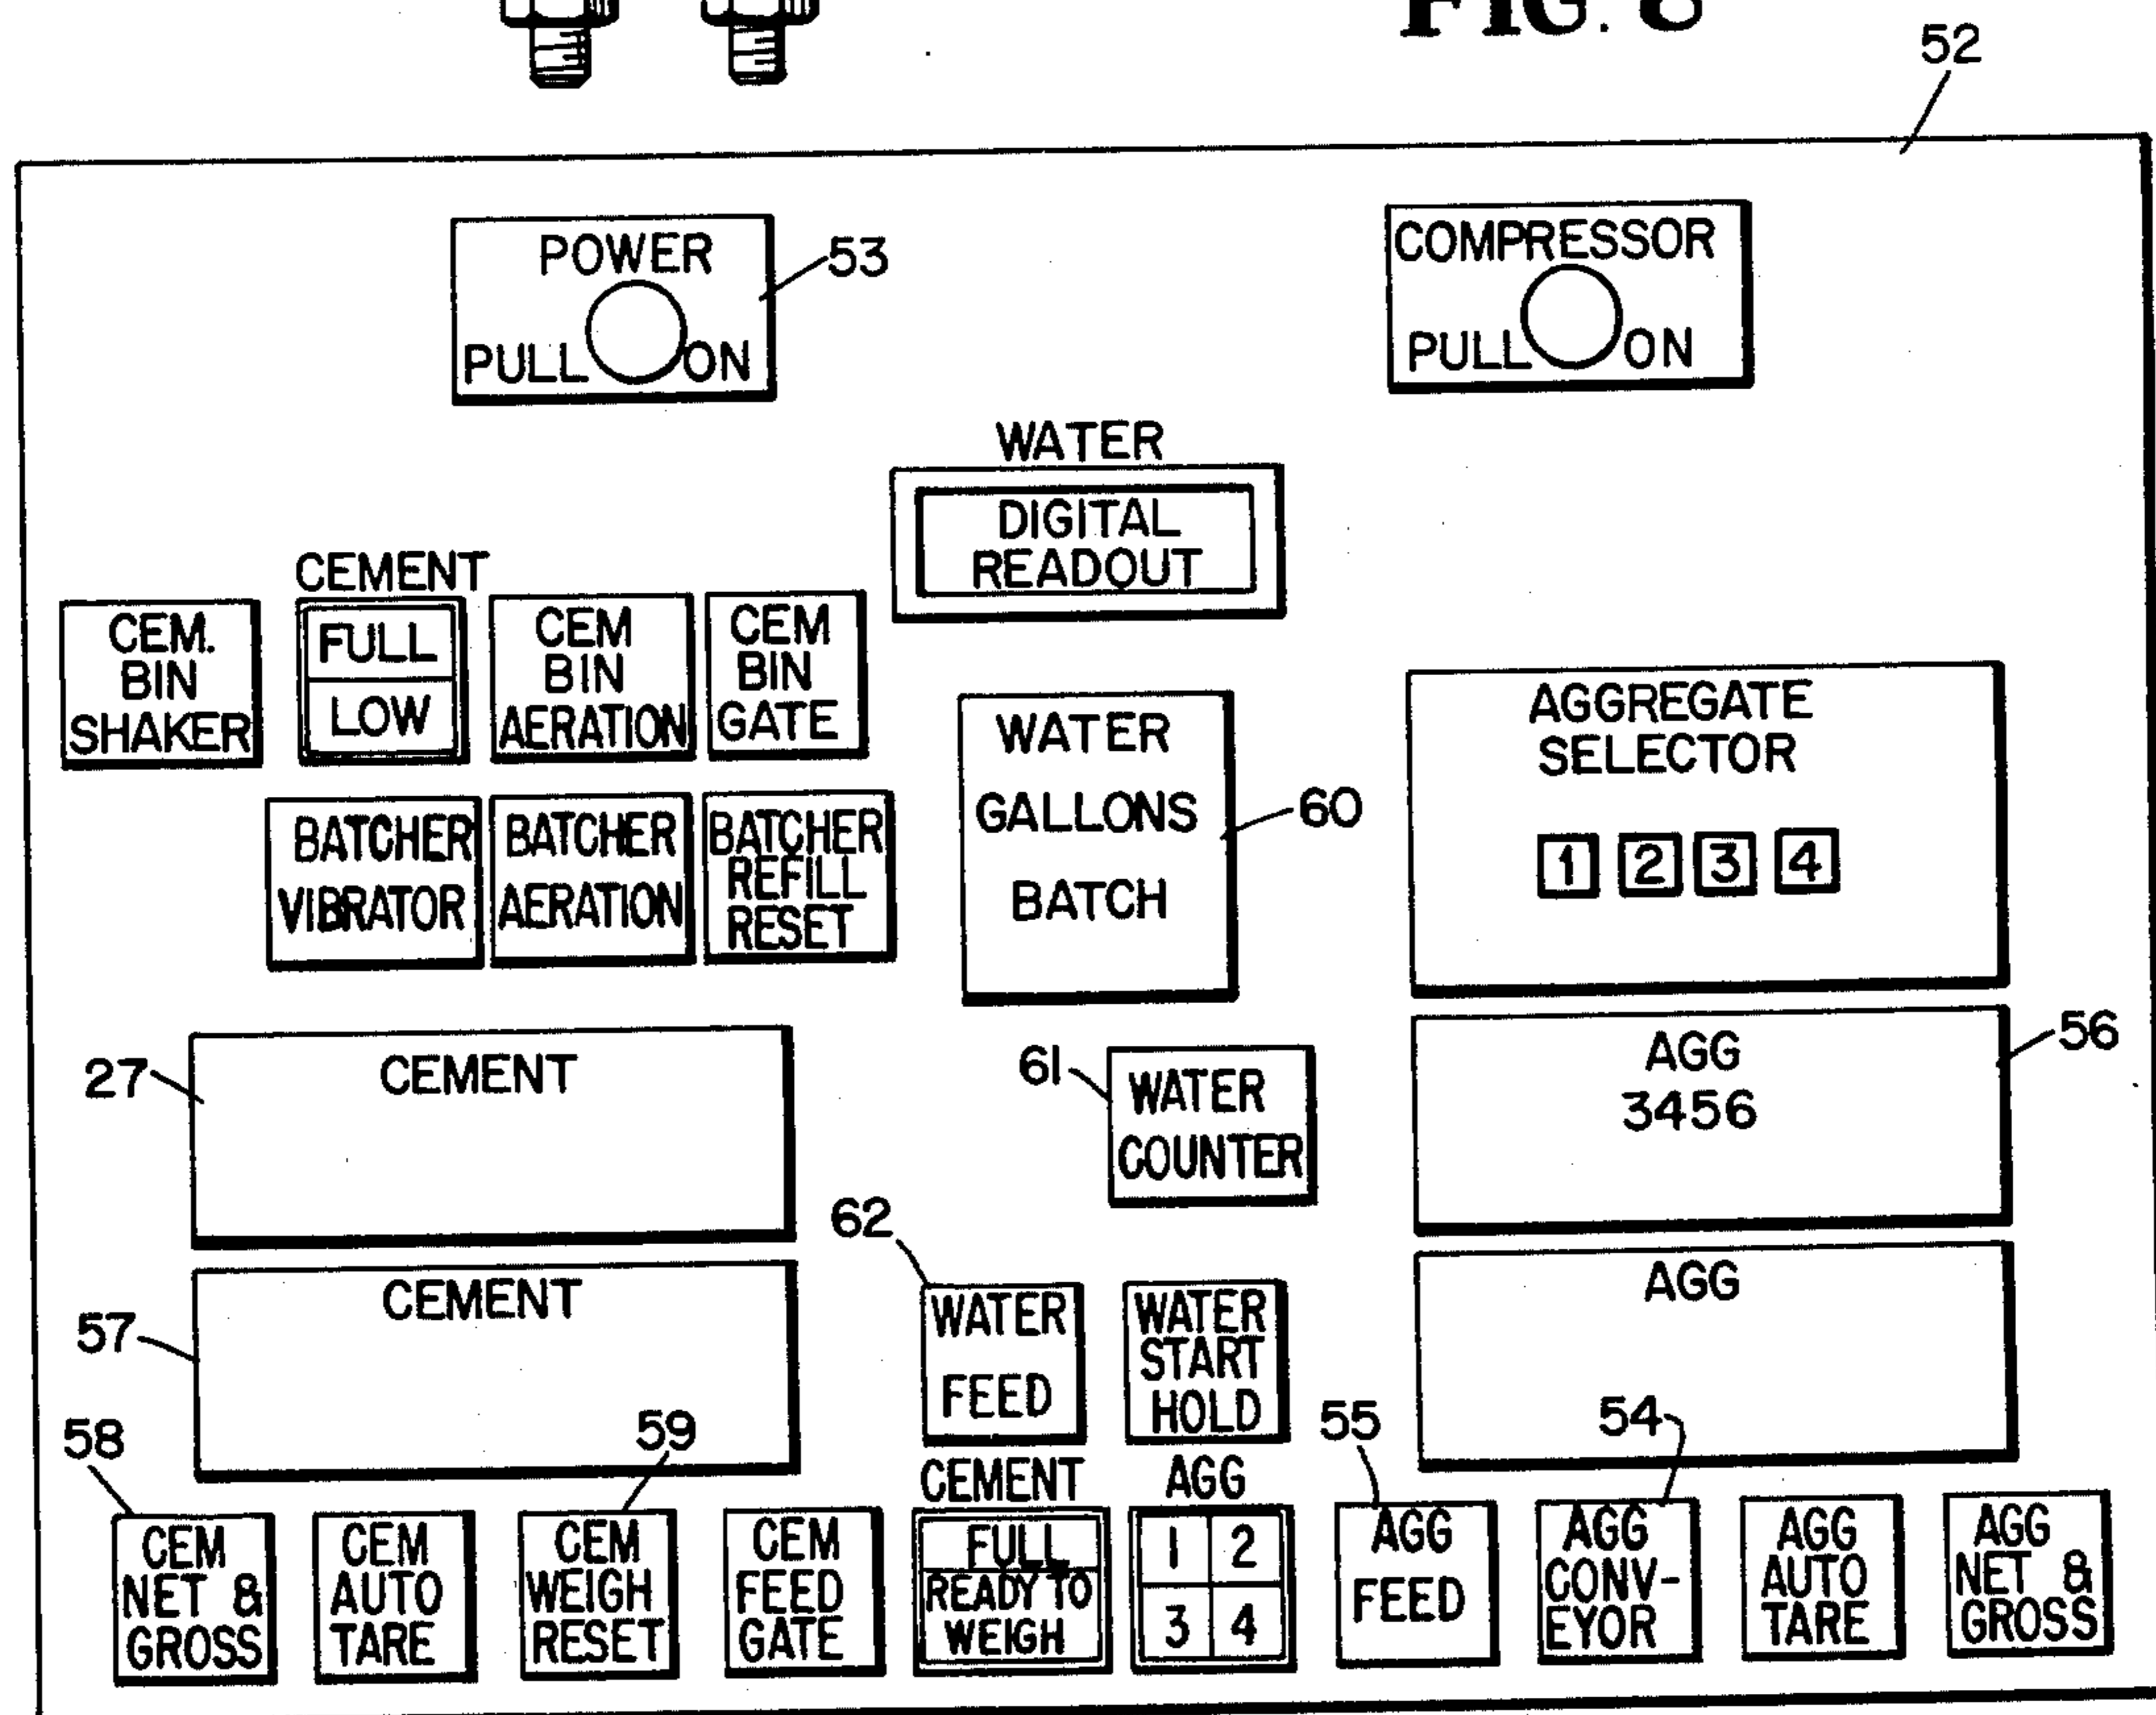 FIG. 8
52
POWER
PULL ON
53
COMPRESSOR
PULL ON
WATER
DIGITAL
READOUT
CEM.
BIN
SHAKER
CEMENT
FULL
LOW
CEM
BIN
AERATION
CEM
BIN
GATE
BATCHER
VIBRATOR
BATCHER
AERATION
BATCHER
REFILL
RESET
WATER
GALLONS
BATCH
60
AGGREGATE
SELECTOR
1 2 3 4
27
CEMENT
61
WATER
COUNTER
AGG
3456
56
57
CEMENT
62
WATER
FEED
WATER
START
HOLD
AGG
58
CEM
NET &
GROSS
CEM
AUTO
TARE
59
CEM
WEIGH
RESET
CEM
FEED
GATE
CEMENT
FULL
READY TO
WEIGH
AGG
1 2
3 4
55
AGG
FEED
54
AGG
CONV-
EYOR
AGG
AUTO
TARE
AGG
NET &
GROSS